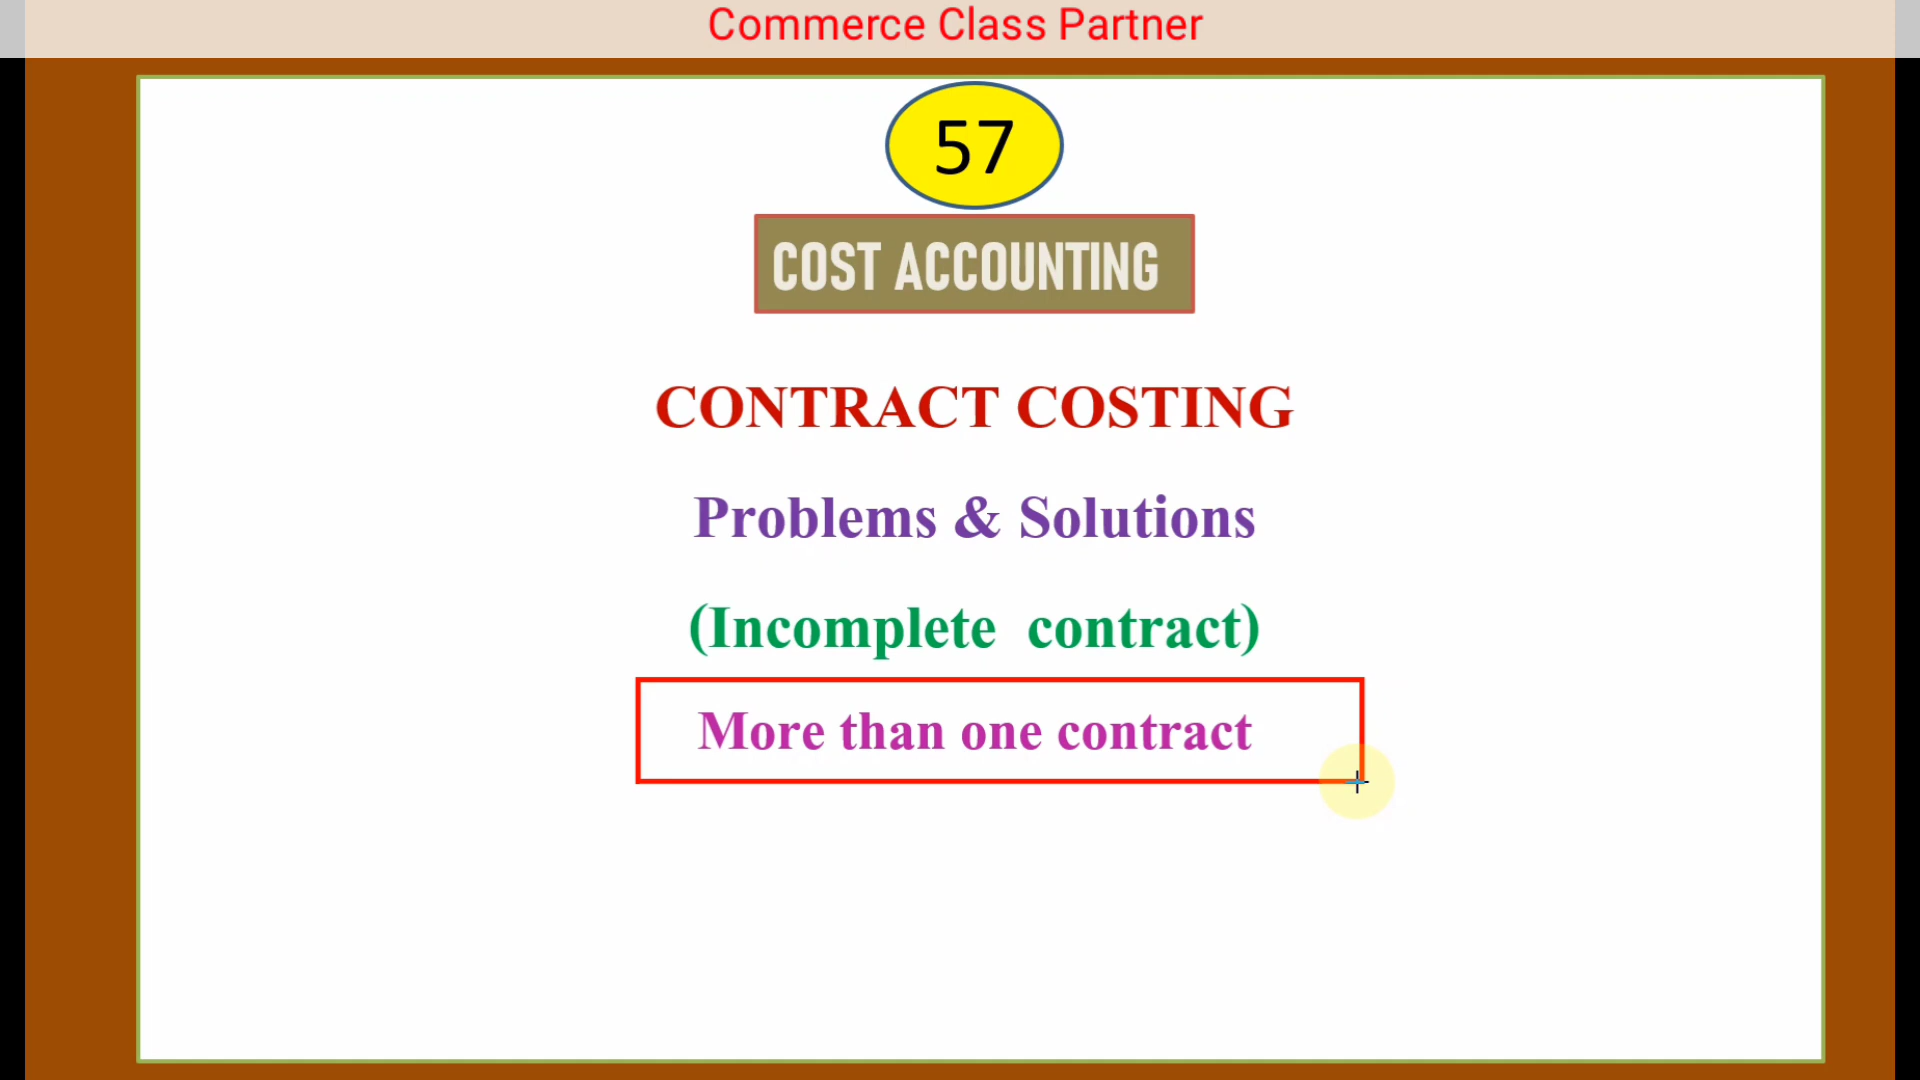 Commerce Class Partner
57
COST ACCOUNTING
CONTRACT COSTING
Problems & Solutions
(Incomplete contract)
More than one contract